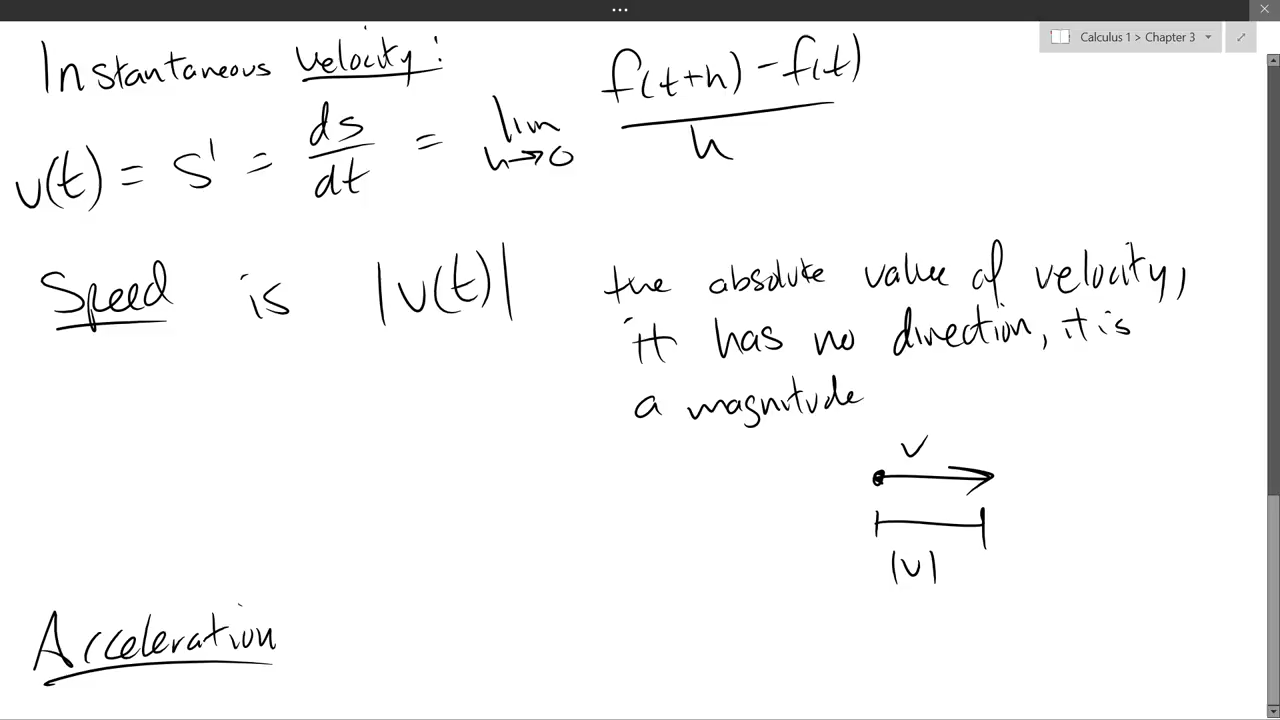 ...
Calculus 1 > Chapter 3
Instantaneous velocity:
v(t) = s' = ds/dt = lim h→0 f(t+h) - f(t) / h
Speed is |v(t)| the absolute value of velocity,
it has no direction, it is
a magnitude
v
|v|
Acceleration